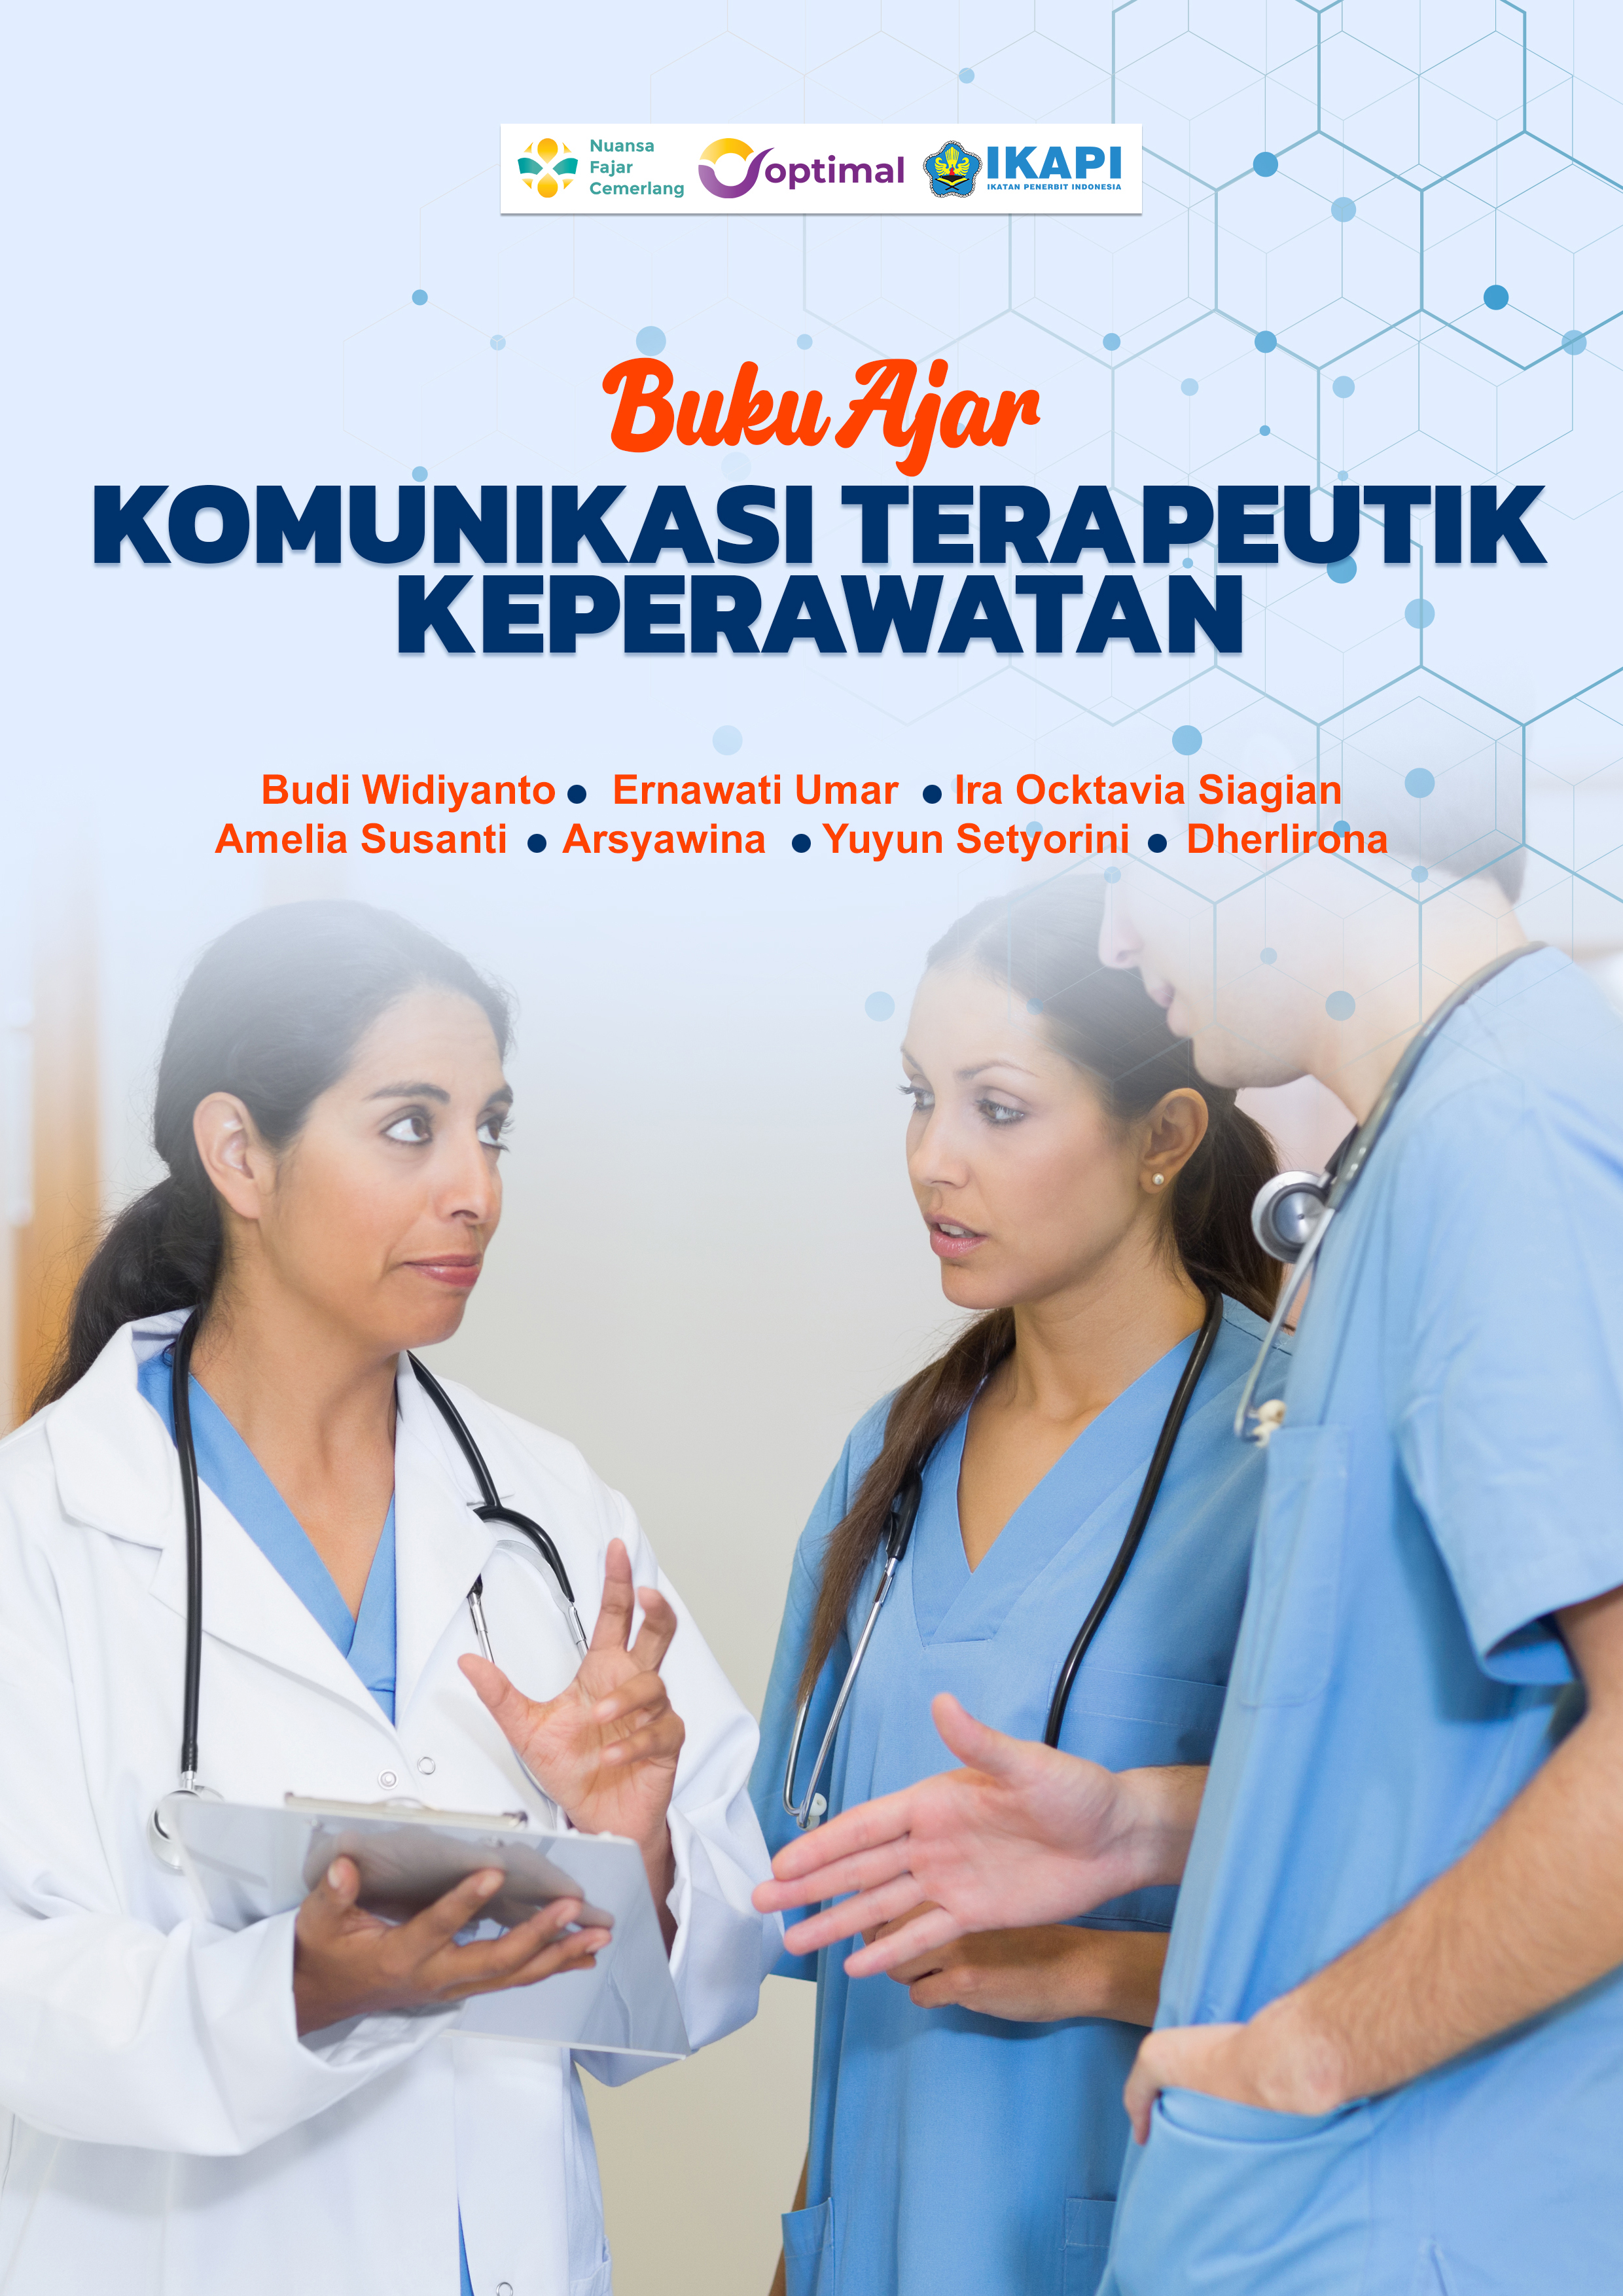 Nuansa
Fajar
Cemerlang
optimal
IKAPI
IKATAN PENERBIT INDONESIA
Buku Ajar
KOMUNIKASI TERAPEUTIK
KEPERAWATAN
Budi Widiyanto • Ernawati Umar • Ira Ocktavia Siagian
Amelia Susanti • Arsyawina • Yuyun Setyorini • Dherlirona